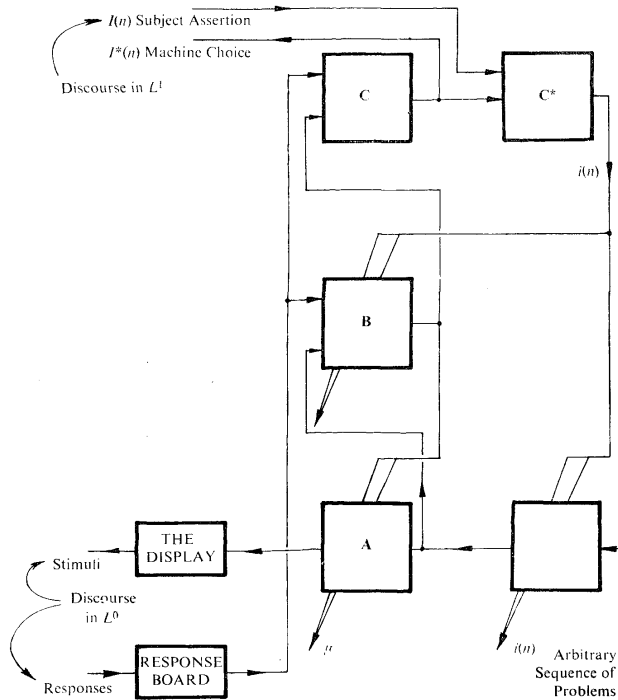 I(n) Subject Assertion
I*(n) Machine Choice
Discourse in L¹
C
C*
i(n)
B
THE
DISPLAY
A
Stimuli
Discourse
in L⁰
RESPONSE
BOARD
Responses
μ
i(n)
Arbitrary
Sequence of
Problems